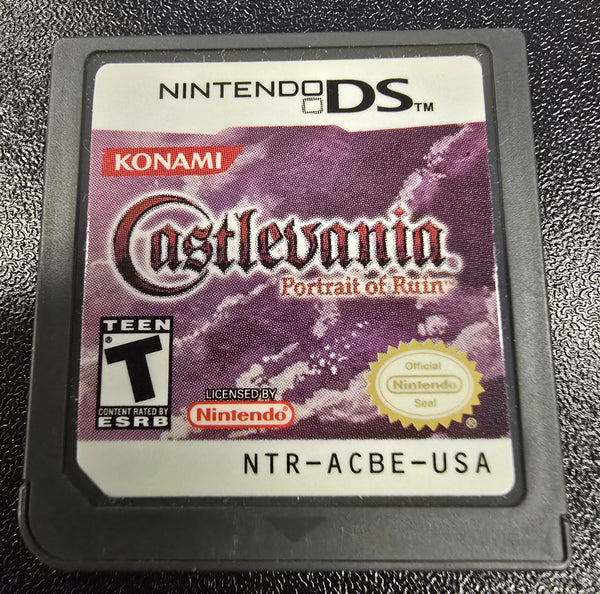 NINTENDO DS™
KONAMI
Castlevania
Portrait of Ruin™
TEEN
T
CONTENT RATED BY
ESRB
LICENSED BY
Nintendo
Official
Nintendo
Seal
NTR-ACBE-USA